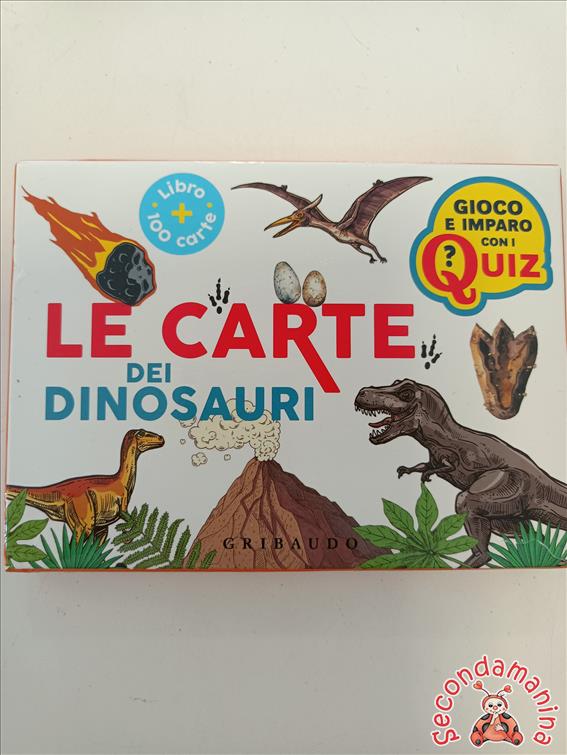 Libro
+
100 carte
GIOCO
E IMPARO
CON I
?
QUIZ
LE CARTE
DEI
DINOSAURI
GRIBAUDO
Secondamanina